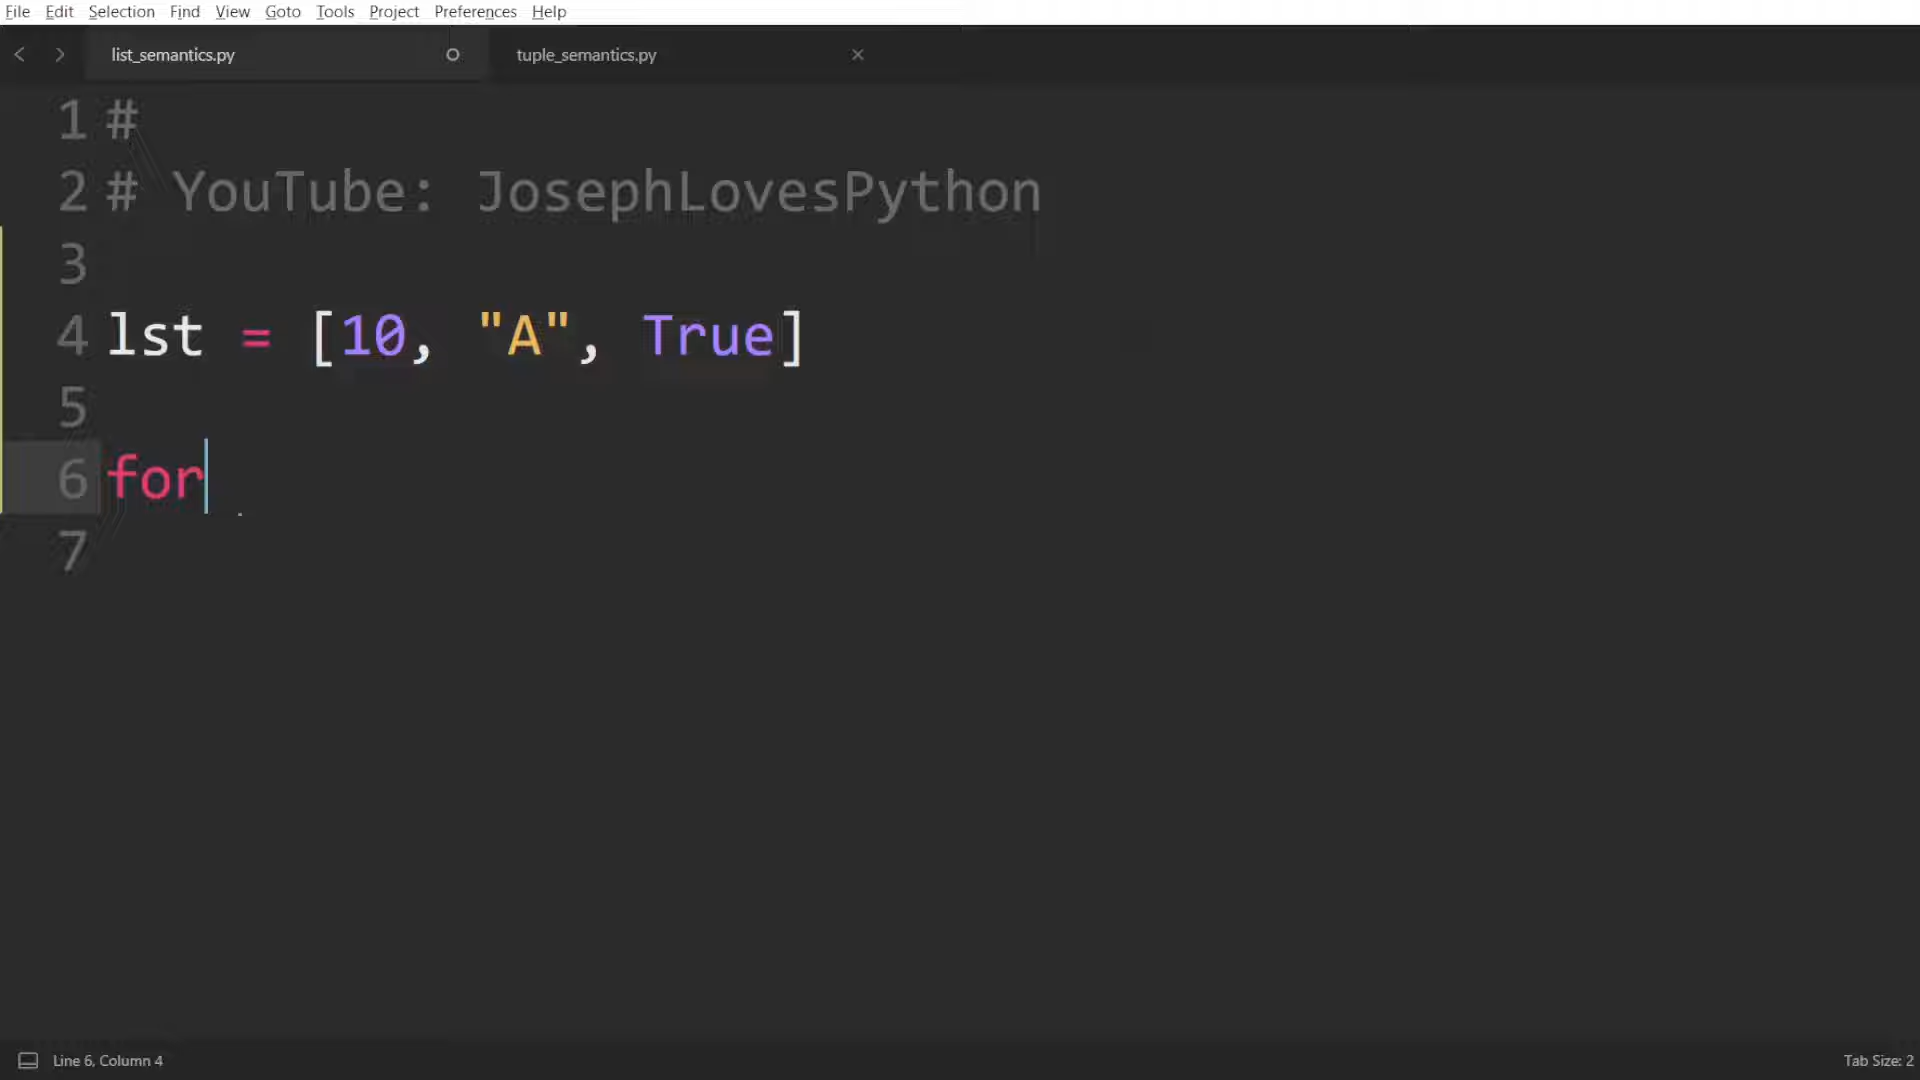 File Edit Selection Find View Goto Tools Project Preferences Help
list_semantics.py tuple_semantics.py
1 #
2 # YouTube: JosephLovesPython
3
4 lst = [10, "A", True]
5
6 for
7
Line 6, Column 4 Tab Size: 2